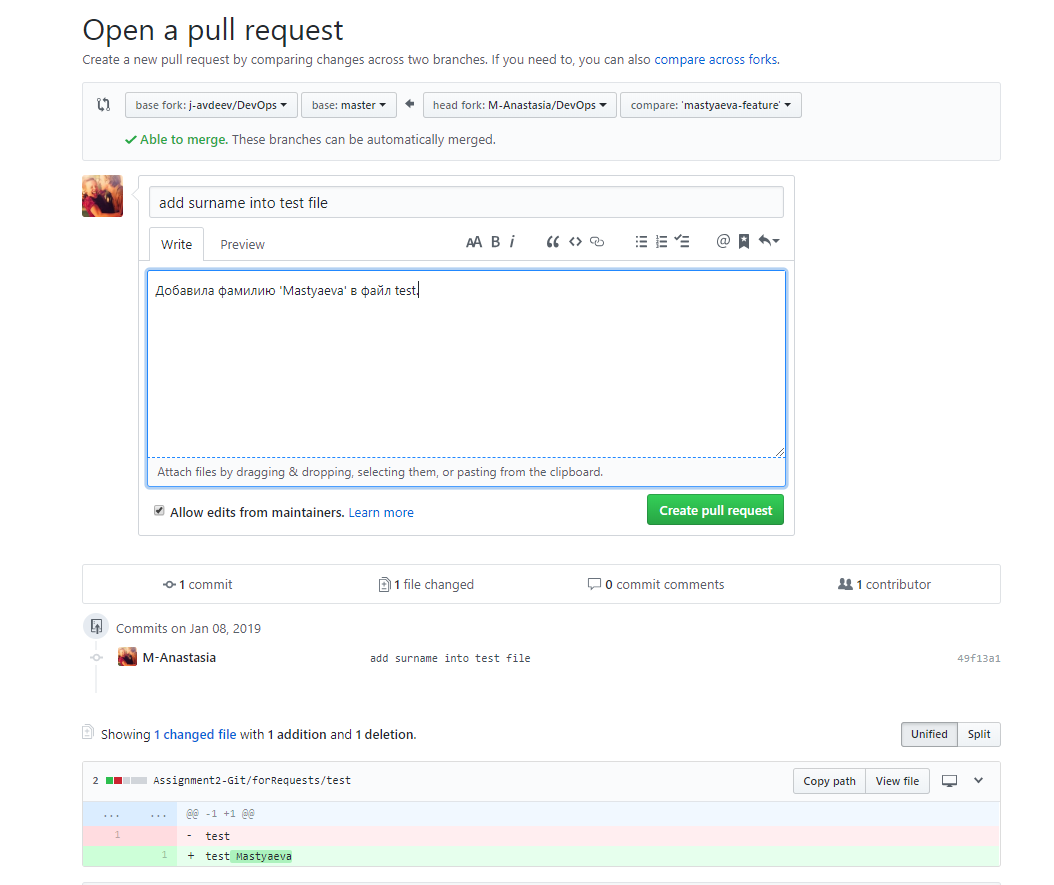 Open a pull request
Create a new pull request by comparing changes across two branches. If you need to, you can also compare across forks.
base fork: j-avdeev/DevOps base: master head fork: M-Anastasia/DevOps compare: 'mastyaeva-feature'
Able to merge. These branches can be automatically merged.
add surname into test file
Write Preview AA B i
Добавила фамилию 'Mastyaeva' в файл test.
Attach files by dragging & dropping, selecting them, or pasting from the clipboard.
Allow edits from maintainers. Learn more Create pull request
1 commit 1 file changed 0 commit comments 1 contributor
Commits on Jan 08, 2019
M-Anastasia add surname into test file 49f13a1
Showing 1 changed file with 1 addition and 1 deletion. Unified Split
2 Assignment2-Git/forRequests/test Copy path View file
... ... @@ -1 +1 @@
1 - test
1 + test Mastyaeva